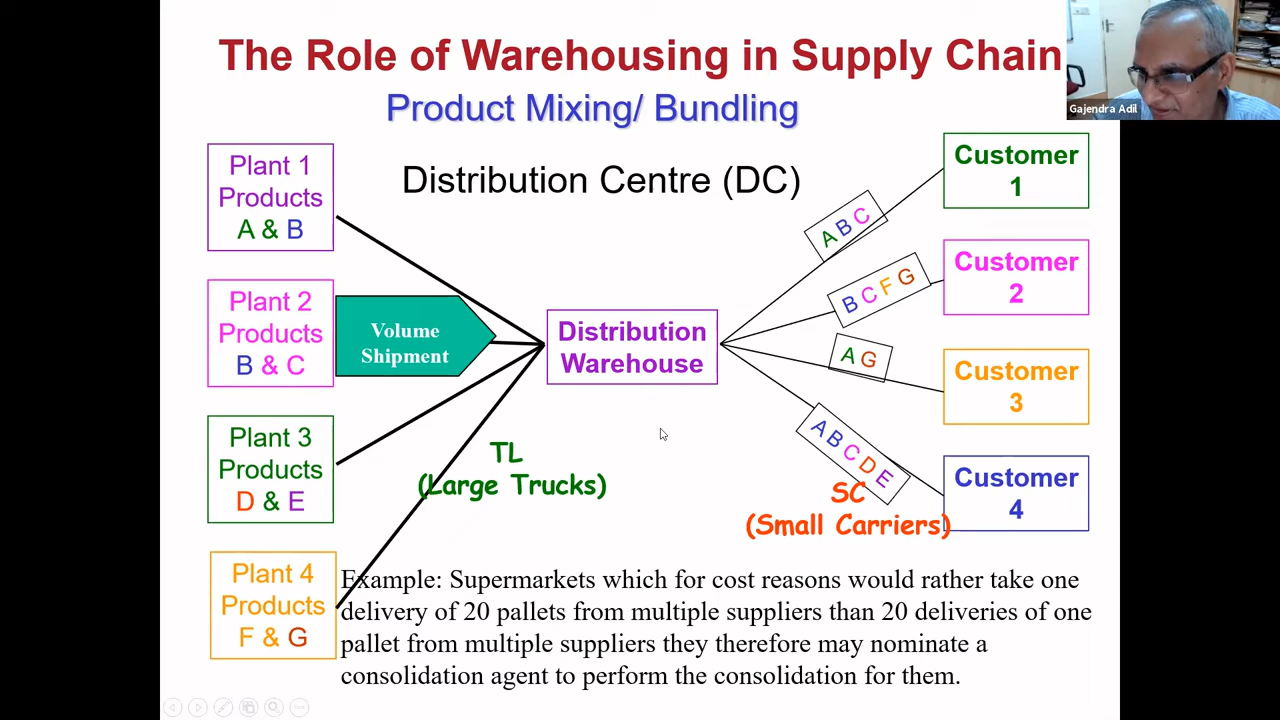 The Role of Warehousing in Supply Chain
Product Mixing/ Bundling
Gajendra Adil
Distribution Centre (DC)
Plant 1
Products
A & B
Plant 2
Products
B & C
Plant 3
Products
D & E
Plant 4
Products
F & G
Volume
Shipment
TL
(Large Trucks)
Distribution
Warehouse
A B C
B C F G
A G
A B C D E
SC
(Small Carriers)
Customer
1
Customer
2
Customer
3
Customer
4
Example: Supermarkets which for cost reasons would rather take one
delivery of 20 pallets from multiple suppliers than 20 deliveries of one
pallet from multiple suppliers they therefore may nominate a
consolidation agent to perform the consolidation for them.